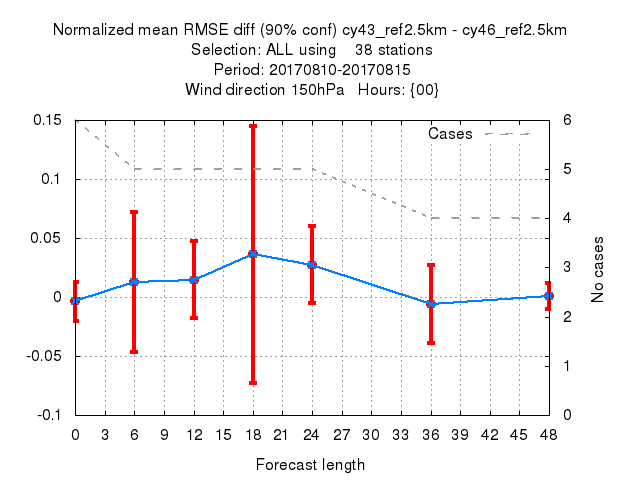 Normalized mean RMSE diff (90% conf) cy43_ref2.5km - cy46_ref2.5km
Selection: ALL using    38 stations
Period: 20170810-20170815
Wind direction 150hPa   Hours: {00}
Cases
0.15
0.1
0.05
0
-0.05
-0.1
6
5
4
3
2
1
0
No cases
0 3 6 9 12 15 18 21 24 27 30 33 36 39 42 45 48
Forecast length